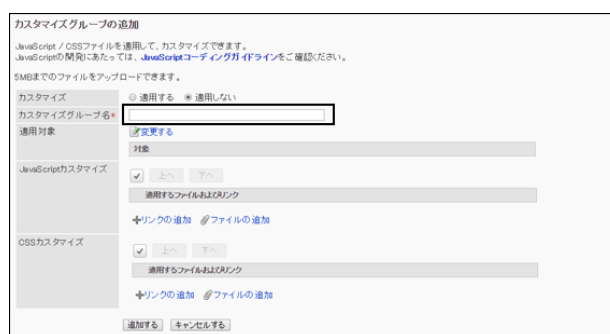 カスタマイズグループの追加
JavaScript / CSSファイルを適用して、カスタマイズできます。
JavaScriptの開発にあたっては、JavaScriptコーディングガイドラインをご確認ください。
5MBまでのファイルをアップロードできます。
カスタマイズ 適用する 適用しない
カスタマイズグループ名*
適用対象 変更する
対象
JavaScriptカスタマイズ
上へ 下へ
適用するファイルおよびリンク
リンクの追加 ファイルの追加
CSSカスタマイズ
上へ 下へ
適用するファイルおよびリンク
リンクの追加 ファイルの追加
追加する キャンセルする